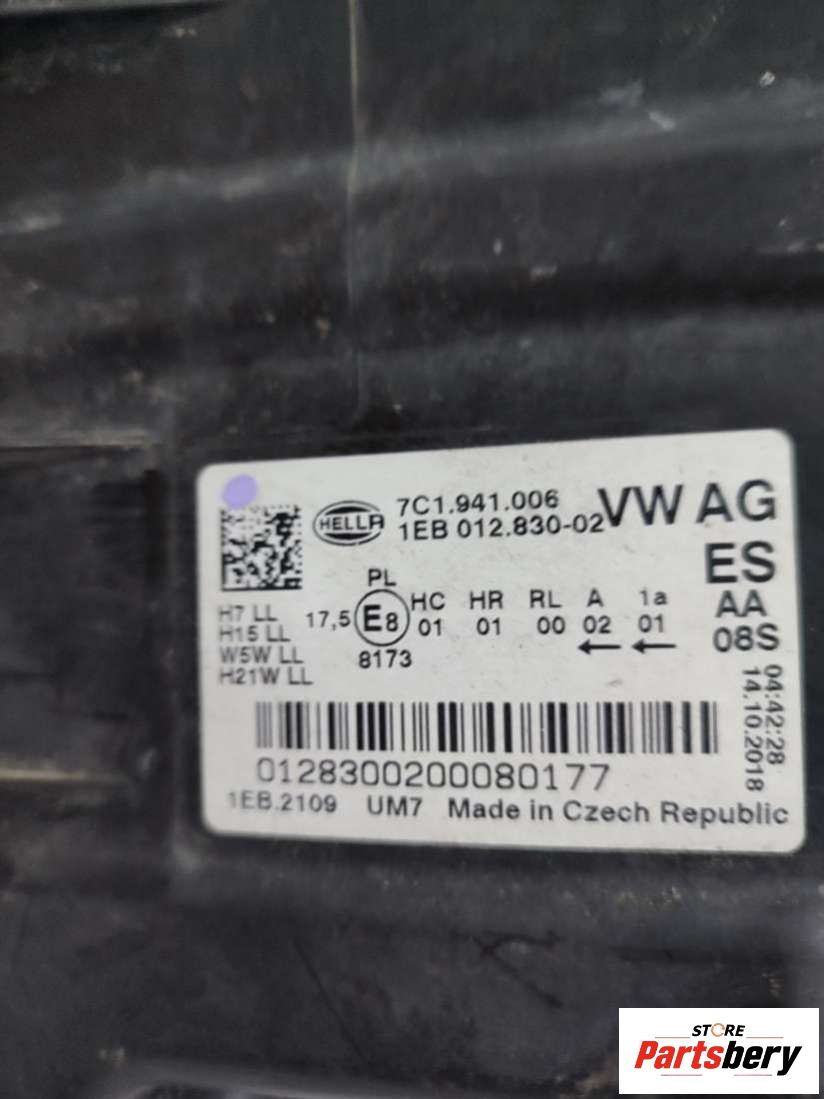 HELLA
7C1.941.006
1EB 012.830-02
VW AG
ES
AA
08S
PL
H7 LL
H15 LL
W5W LL
H21W LL
17,5 E8
8173
HC HR RL A 1a
01 01 00 02 01
← ←
04:42:28
14.10.2018
0128300200080177
1EB.2109 UM7 Made in Czech Republic
STORE
Partsbery